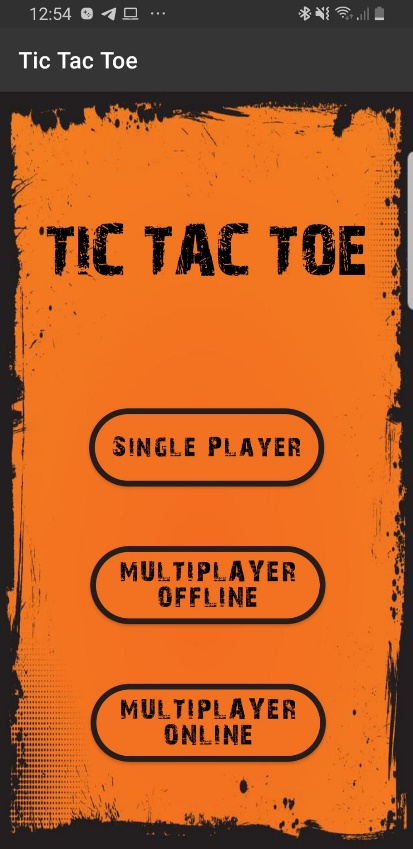 12:54
Tic Tac Toe
TIC TAC TOE
SINGLE PLAYER
MULTIPLAYER
OFFLINE
MULTIPLAYER
ONLINE